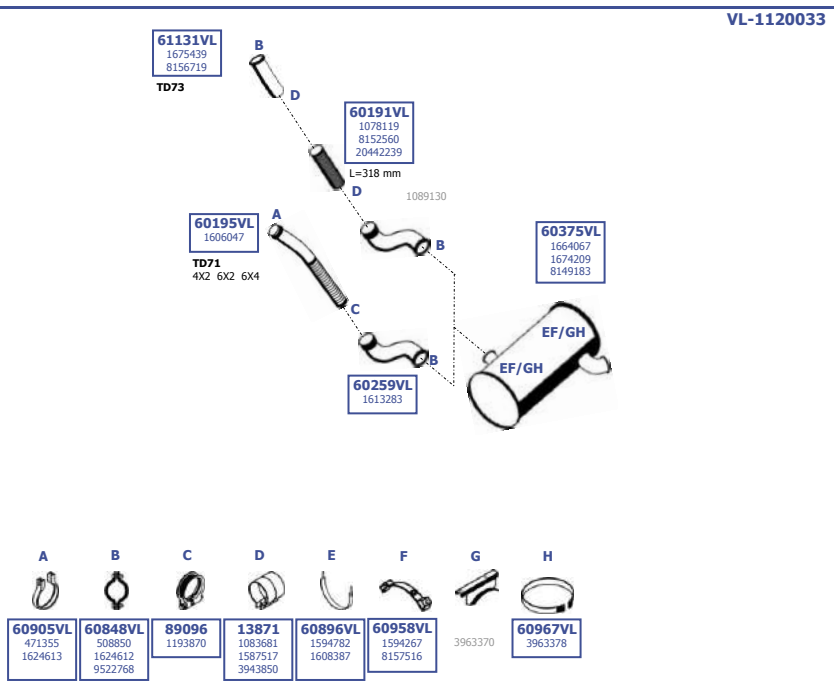 VL-1120033
61131VL
1675439
8156719
TD73
B
D
60191VL
1078119
8152560
20442239
L=318 mm
D
1089130
60195VL
1606047
TD71
4X2 6X2 6X4
A
B
60375VL
1664067
1674209
8149183
C
EF/GH
B
EF/GH
60259VL
1613283
A B C D E F G H
60905VL
471355
1624613
60848VL
508850
1624612
9522768
89096
1193870
13871
1083681
1587517
3943850
60896VL
1594782
1608387
60958VL
1594267
8157516
3963370
60967VL
3963378